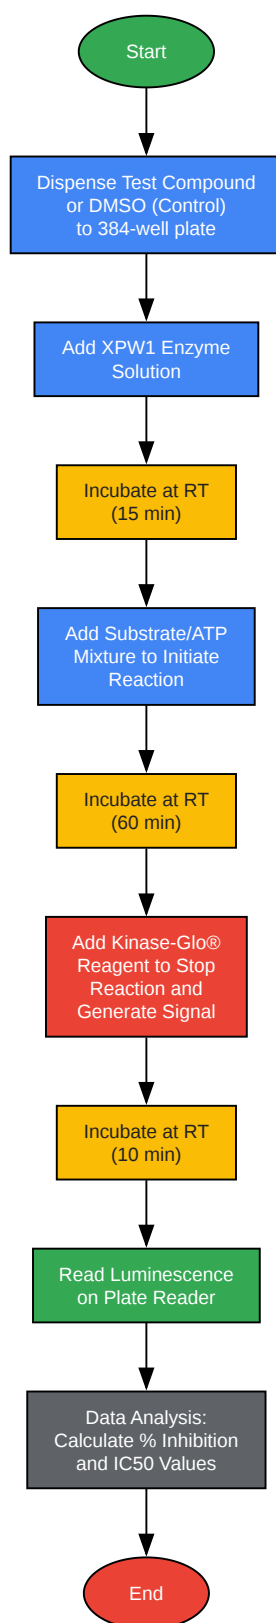 Start
Dispense Test Compound
or DMSO (Control)
to 384-well plate
Add XPW1 Enzyme
Solution
Incubate at RT
(15 min)
Add Substrate/ATP
Mixture to Initiate
Reaction
Incubate at RT
(60 min)
Add Kinase-Glo®
Reagent to Stop
Reaction and
Generate Signal
Incubate at RT
(10 min)
Read Luminescence
on Plate Reader
Data Analysis:
Calculate % Inhibition
and IC50 Values
End